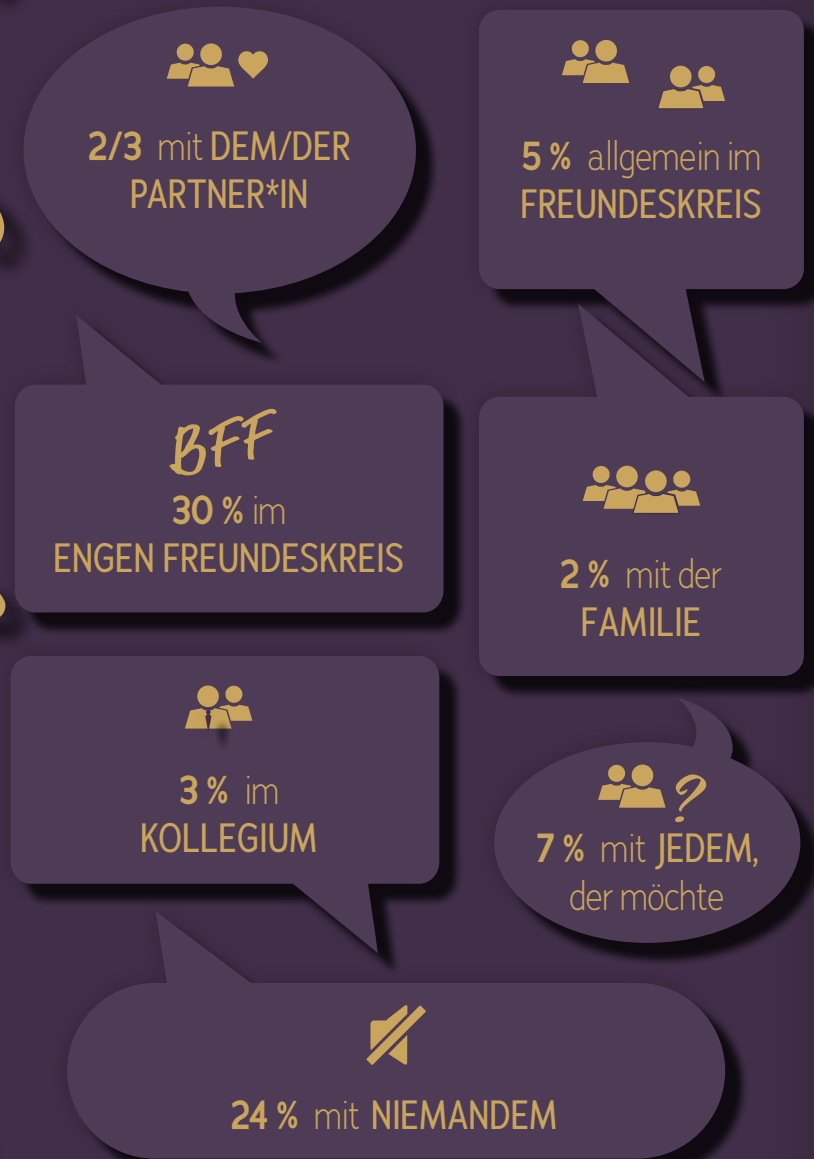 2/3 mit DEM/DER
PARTNER*IN
5 % allgemein im
FREUNDESKREIS
BFF
30 % im
ENGEN FREUNDESKREIS
2 % mit der
FAMILIE
3 % im
KOLLEGIUM
?
7 % mit JEDEM,
der möchte
24 % mit NIEMANDEM